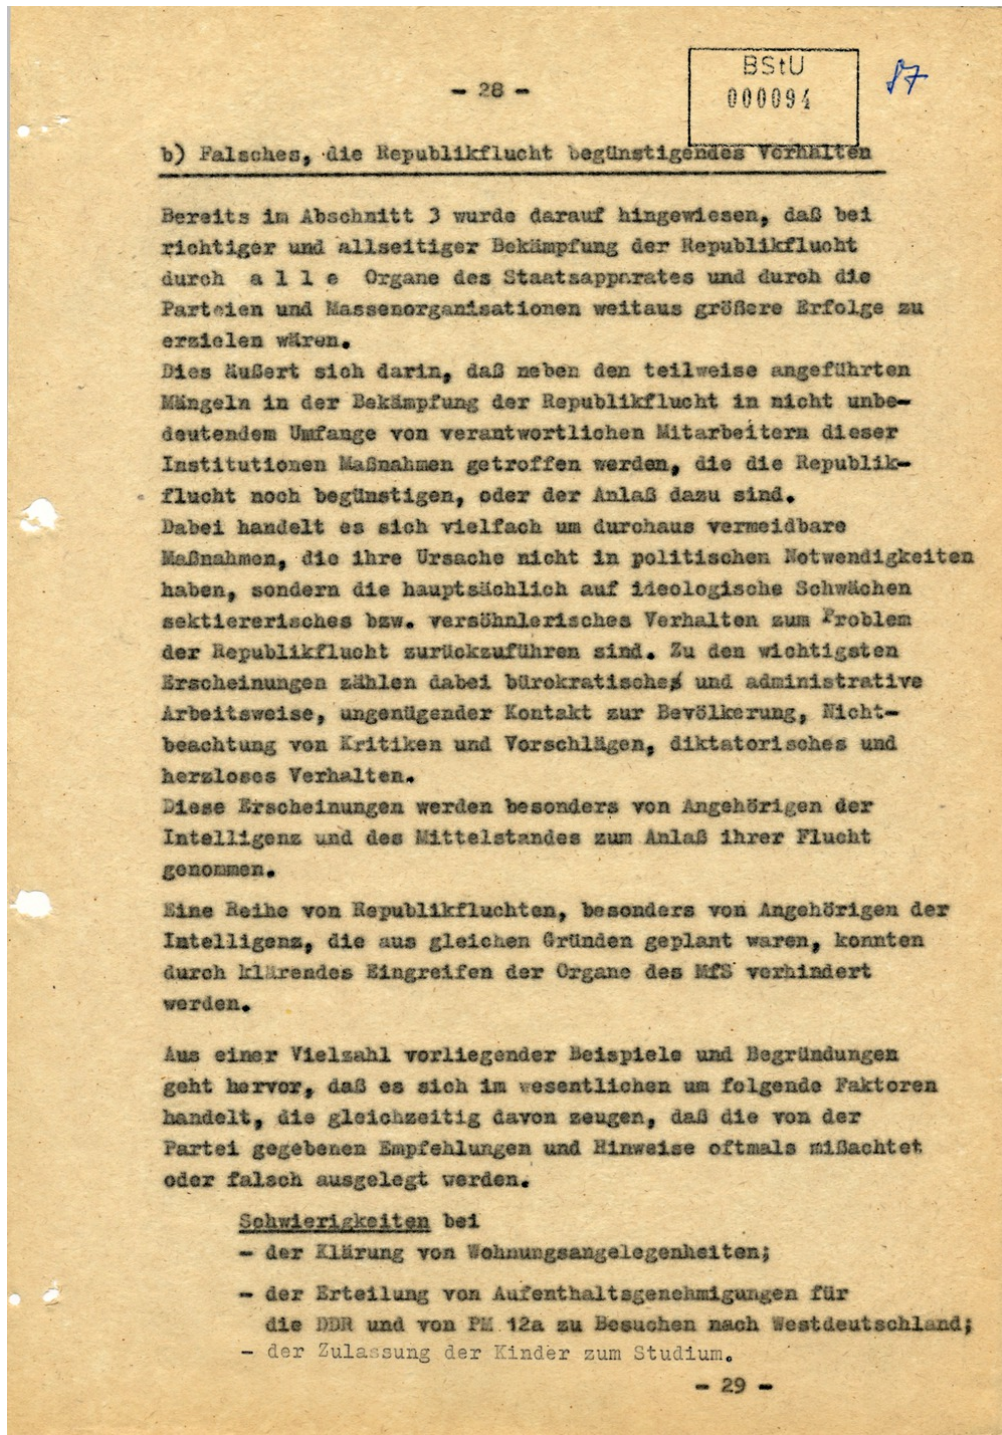 BStU
000094
87
- 28 -
b) Falsches, die Republikflucht begünstigendes Verhalten
Bereits im Abschnitt 3 wurde darauf hingewiesen, daß bei
richtiger und allseitiger Bekämpfung der Republikflucht
durch a l l e Organe des Staatsapparates und durch die
Parteien und Massenorganisationen weitaus größere Erfolge zu
erzielen wären.
Dies äußert sich darin, daß neben den teilweise angeführten
Mängeln in der Bekämpfung der Republikflucht in nicht unbe-
deutendem Umfange von verantwortlichen Mitarbeitern dieser
Institutionen Maßnahmen getroffen werden, die die Republik-
flucht noch begünstigen, oder der Anlaß dazu sind.
Dabei handelt es sich vielfach um durchaus vermeidbare
Maßnahmen, die ihre Ursache nicht in politischen Notwendigkeiten
haben, sondern die hauptsächlich auf ideologische Schwächen
sektiererisches bzw. versöhnlerisches Verhalten zum Problem
der Republikflucht zurückzuführen sind. Zu den wichtigsten
Erscheinungen zählen dabei bürokratische und administrative
Arbeitsweise, ungenügender Kontakt zur Bevölkerung, Nicht-
beachtung von Kritiken und Vorschlägen, diktatorisches und
herzloses Verhalten.
Diese Erscheinungen werden besonders von Angehörigen der
Intelligenz und des Mittelstandes zum Anlaß ihrer Flucht
genommen.
Eine Reihe von Republikfluchten, besonders von Angehörigen der
Intelligenz, die aus gleichen Gründen geplant waren, konnten
durch klärendes Eingreifen der Organe des MfS verhindert
werden.
Aus einer Vielzahl vorliegender Beispiele und Begründungen
geht hervor, daß es sich im wesentlichen um folgende Faktoren
handelt, die gleichzeitig davon zeugen, daß die von der
Partei gegebenen Empfehlungen und Hinweise oftmals mißachtet
oder falsch ausgelegt werden.
Schwierigkeiten bei
- der Klärung von Wohnungsangelegenheiten;
- der Erteilung von Aufenthaltsgenehmigungen für
die DDR und von PM 12a zu Besuchen nach Westdeutschland;
- der Zulassung der Kinder zum Studium.
- 29 -